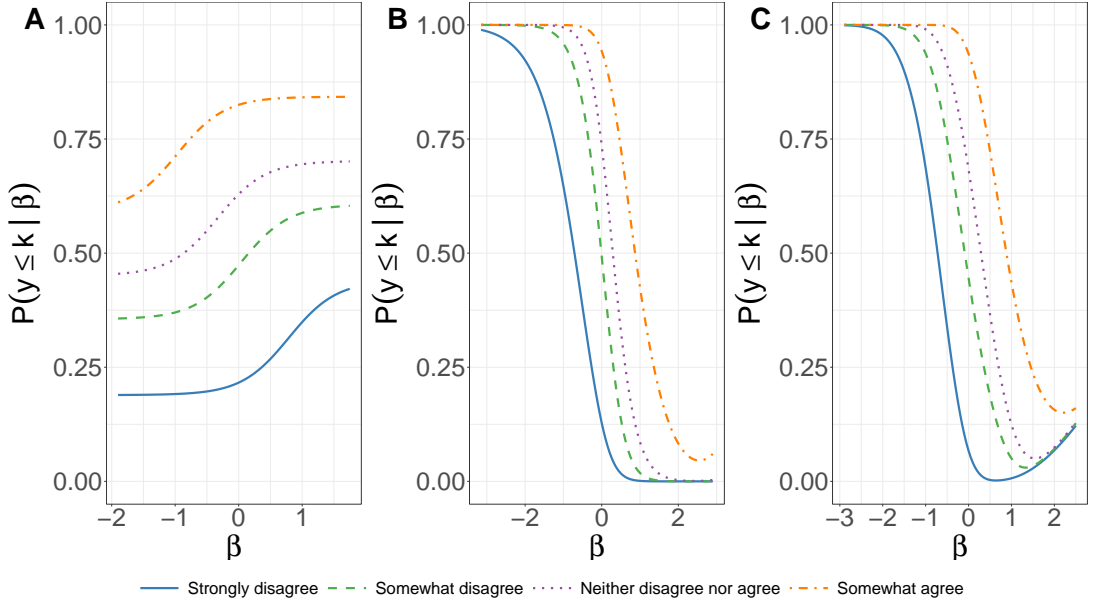 A
B
C
1.00
0.75
0.50
0.25
0.00
P(y ≤ k | β)
−2
−1
0
1
β
1.00
0.75
0.50
0.25
0.00
P(y ≤ k | β)
−2
0
2
β
1.00
0.75
0.50
0.25
0.00
P(y ≤ k | β)
−3
−2
−1
0
1
2
β
Strongly disagree
Somewhat disagree
Neither disagree nor agree
Somewhat agree